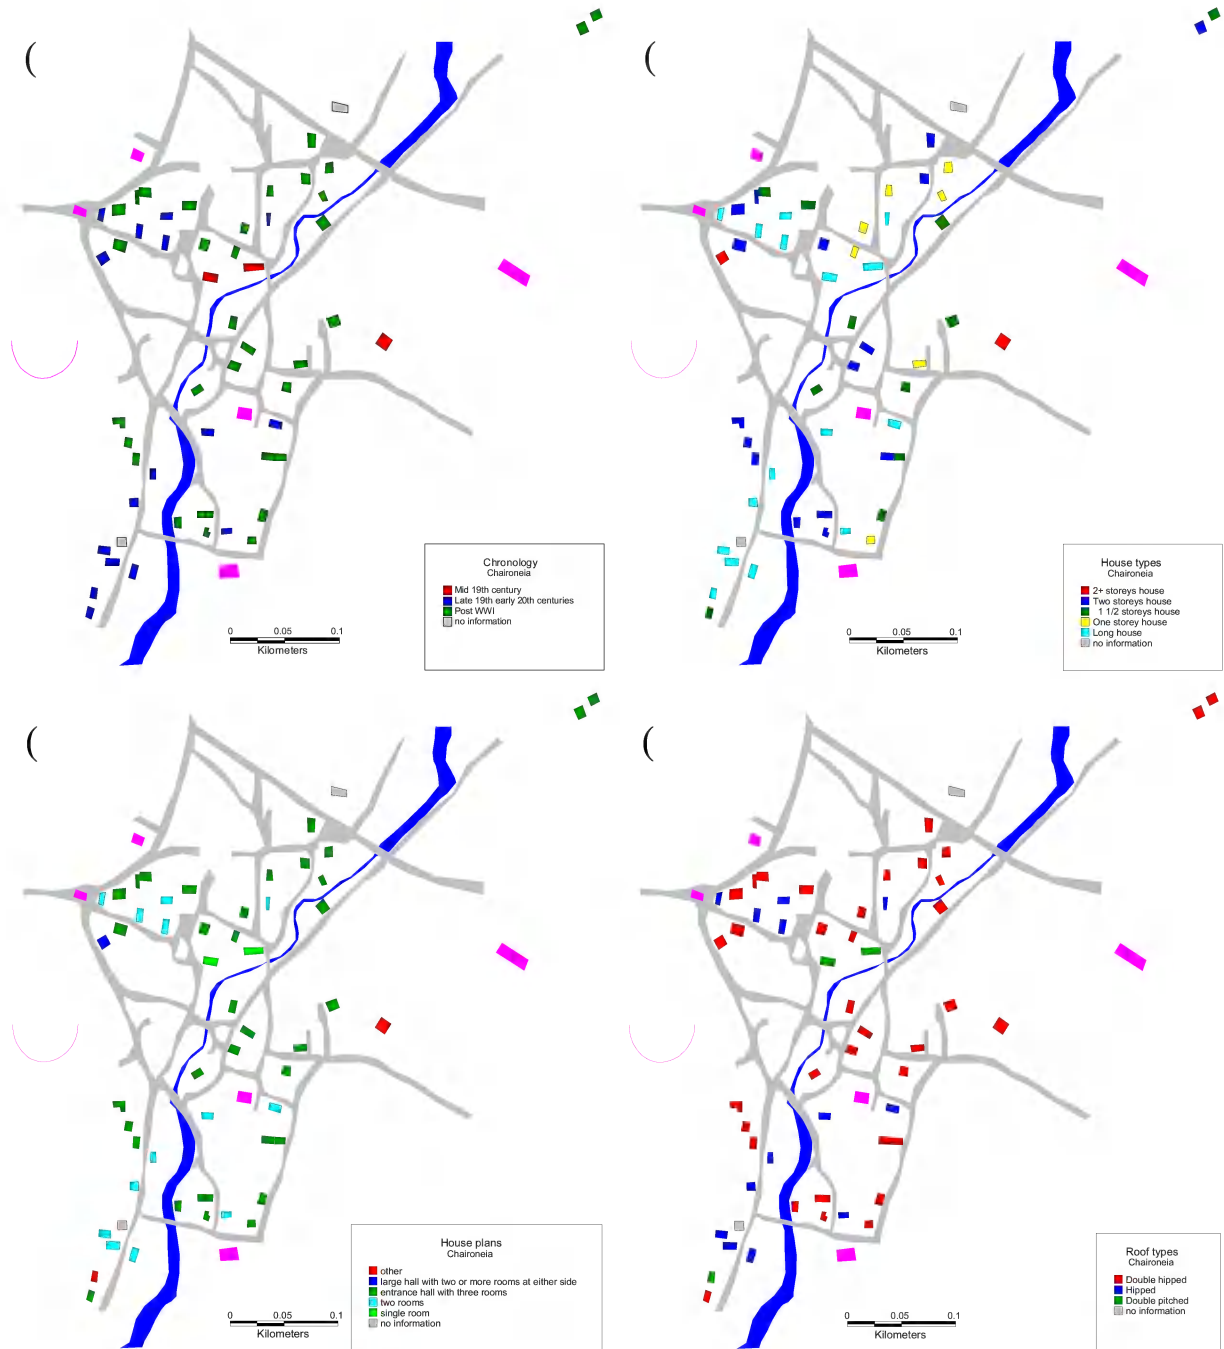 (
(
Chronology
Chaironeia
Mid 19th century
Late 19th early 20th centuries
Post WWI
no information
0 0.05 0.1
Kilometers
House types
Chaironeia
2+ storeys house
Two storeys house
1 1/2 storeys house
One storey house
Long house
no information
0 0.05 0.1
Kilometers
(
(
House plans
Chaironeia
other
large hall with two or more rooms at either side
entrance hall with three rooms
two rooms
single room
no information
0 0.05 0.1
Kilometers
Roof types
Chaironeia
Double hipped
Hipped
Double pitched
no information
0 0.05 0.1
Kilometers